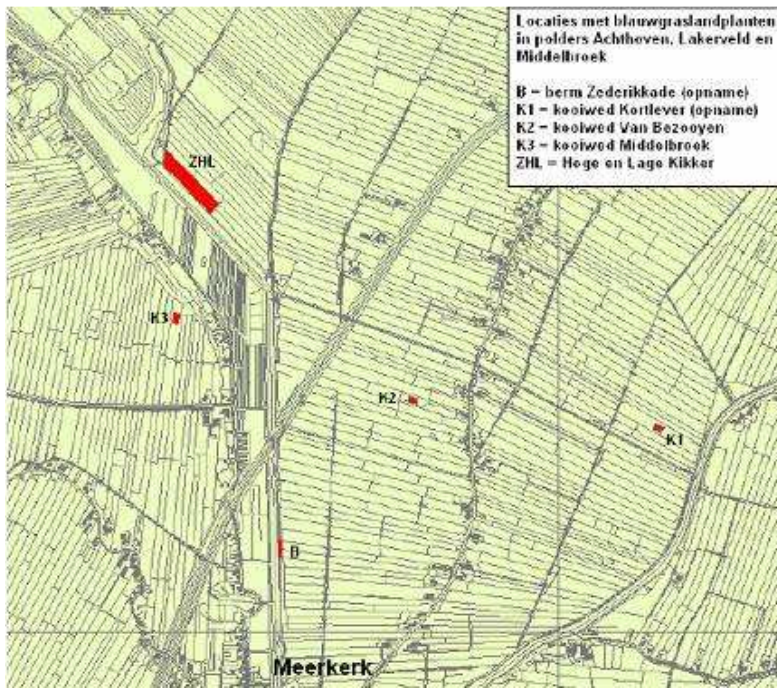 Locaties met blauwgraslandplanten
in polders Achthoven, Lakerveld en
Middelbroek
B = berm Zederikkade (opname)
K1 = kooiwed Kortlever (opname)
K2 = kooiwed Van Bezooyen
K3 = kooiwed Middelbroek
ZHL = Hoge en Lage Kikker
ZHL
K3
K2
K1
B
Meerkerk